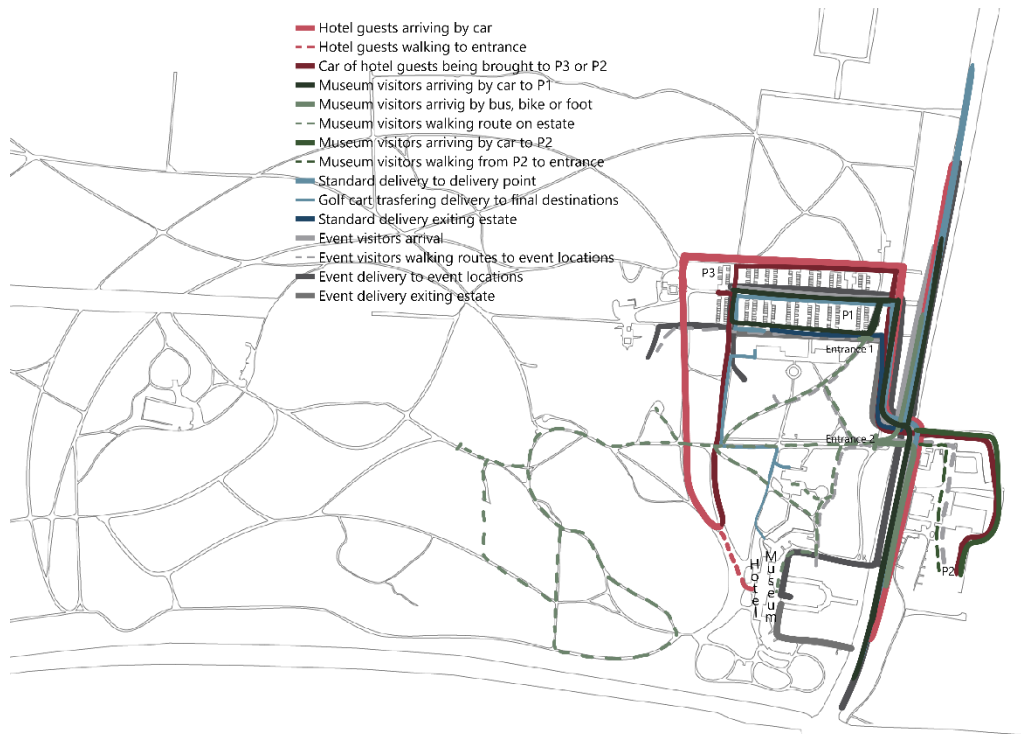 Hotel guests arriving by car
Hotel guests walking to entrance
Car of hotel guests being brought to P3 or P2
Museum visitors arriving by car to P1
Museum visitors arrivig by bus, bike or foot
Museum visitors walking route on estate
Museum visitors arriving by car to P2
Museum visitors walking from P2 to entrance
Standard delivery to delivery point
Golf cart trasfering delivery to final destinations
Standard delivery exiting estate
Event visitors arrival
Event visitors walking routes to event locations
Event delivery to event locations
Event delivery exiting estate
P3
P1
Entrance 1
Entrance 2
P2
Hotel
Museum